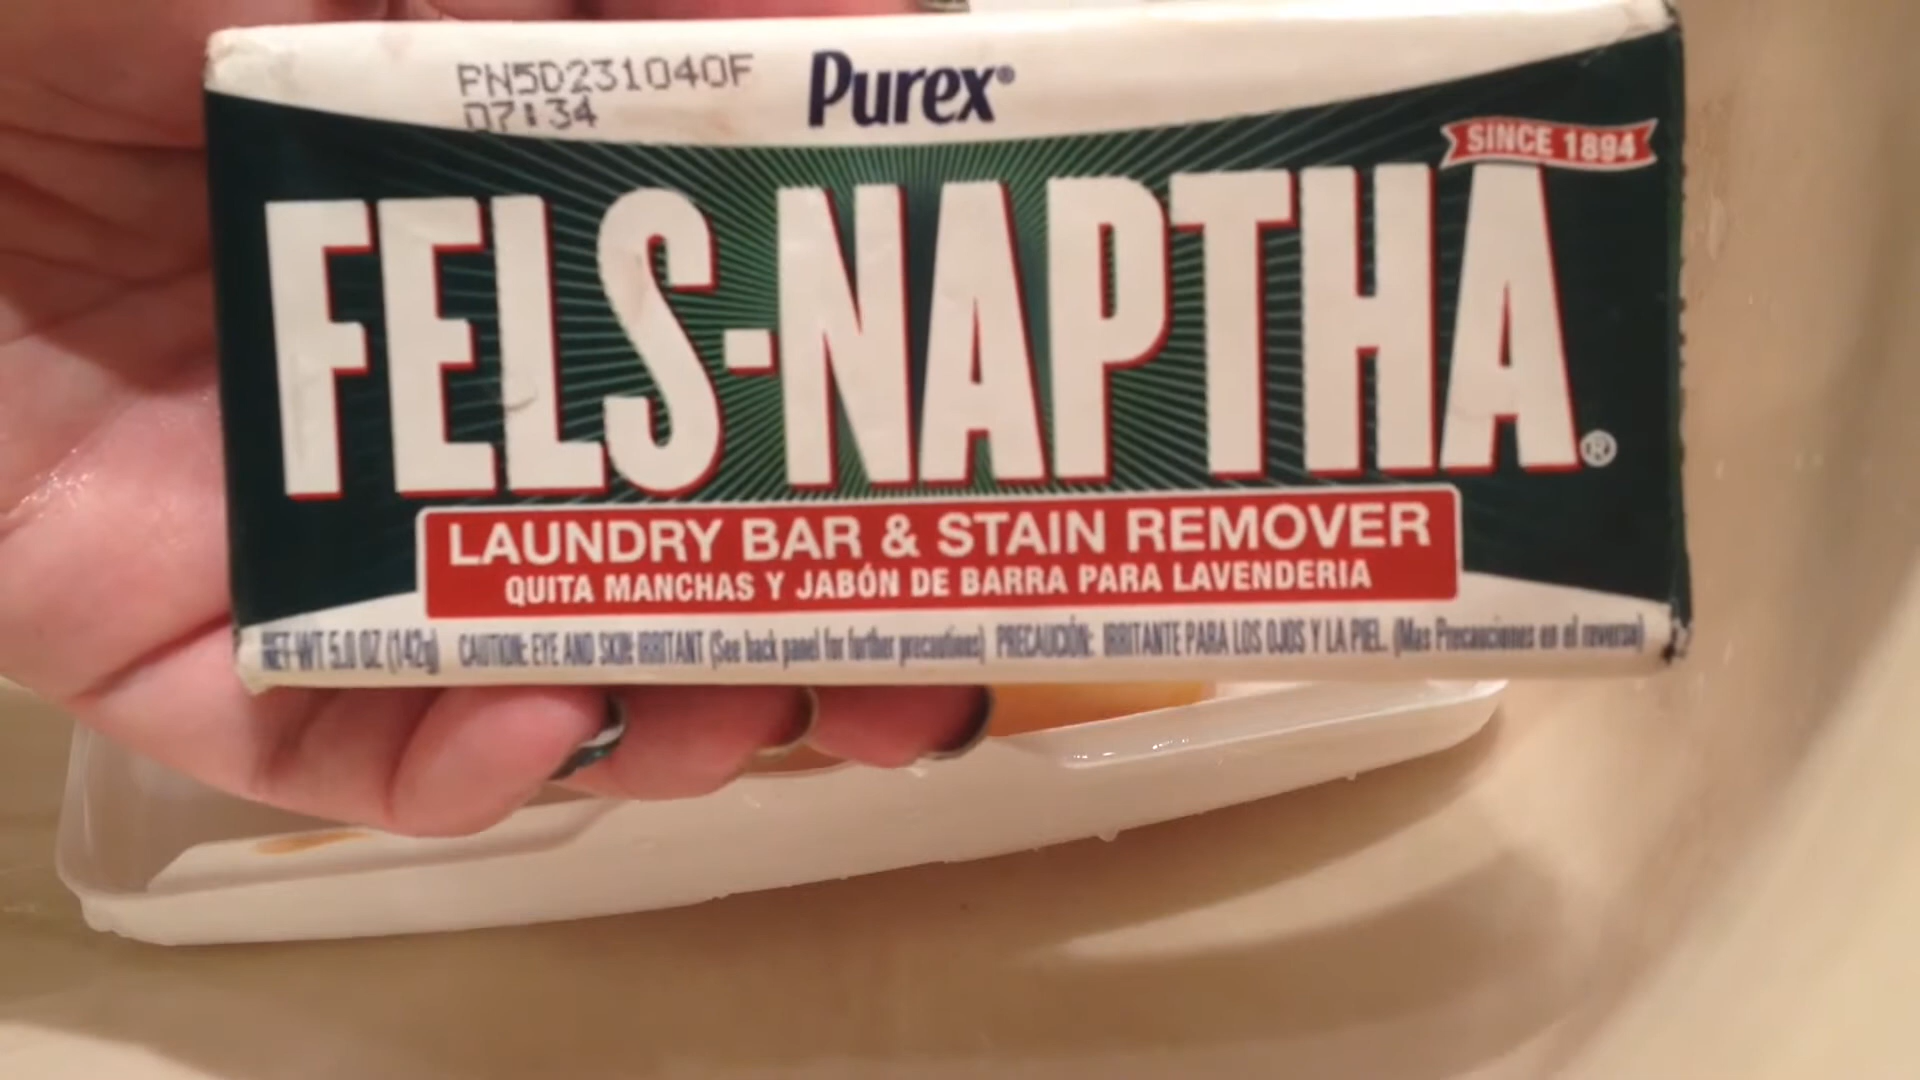 PN5D231040F
07:34
Purex®
SINCE 1894
FELS-NAPTHA®
LAUNDRY BAR & STAIN REMOVER
QUITA MANCHAS Y JABÓN DE BARRA PARA LAVENDERIA
NET WT 5.0 OZ (142g) CAUTION: EYE AND SKIN IRRITANT (See back panel for further precautions) PRECAUCIÓN: IRRITANTE PARA LOS OJOS Y LA PIEL. (Mas Precauciones en el reverso)